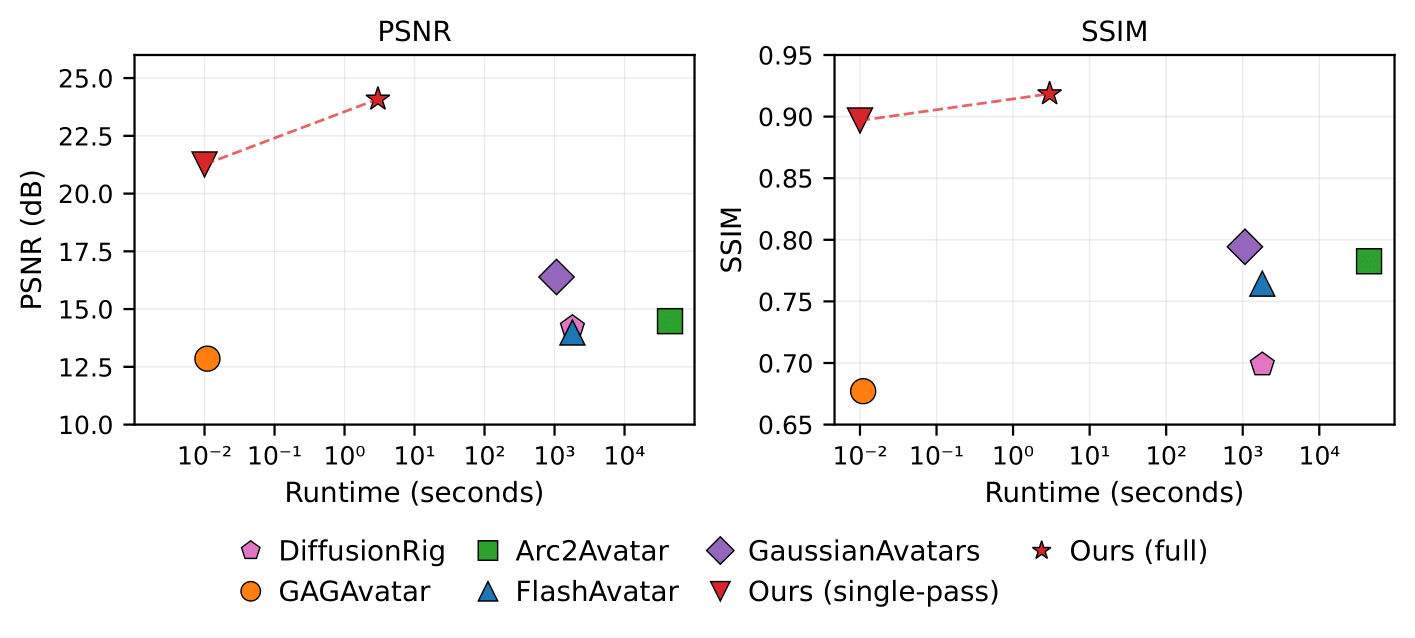 PSNR
SSIM
PSNR (dB)
25.0
22.5
20.0
17.5
15.0
12.5
10.0
10⁻² 10⁻¹ 10⁰ 10¹ 10² 10³ 10⁴
Runtime (seconds)
SSIM
0.95
0.90
0.85
0.80
0.75
0.70
0.65
10⁻² 10⁻¹ 10⁰ 10¹ 10² 10³ 10⁴
Runtime (seconds)
DiffusionRig Arc2Avatar GaussianAvatars Ours (full)
GAGAvatar FlashAvatar Ours (single-pass)